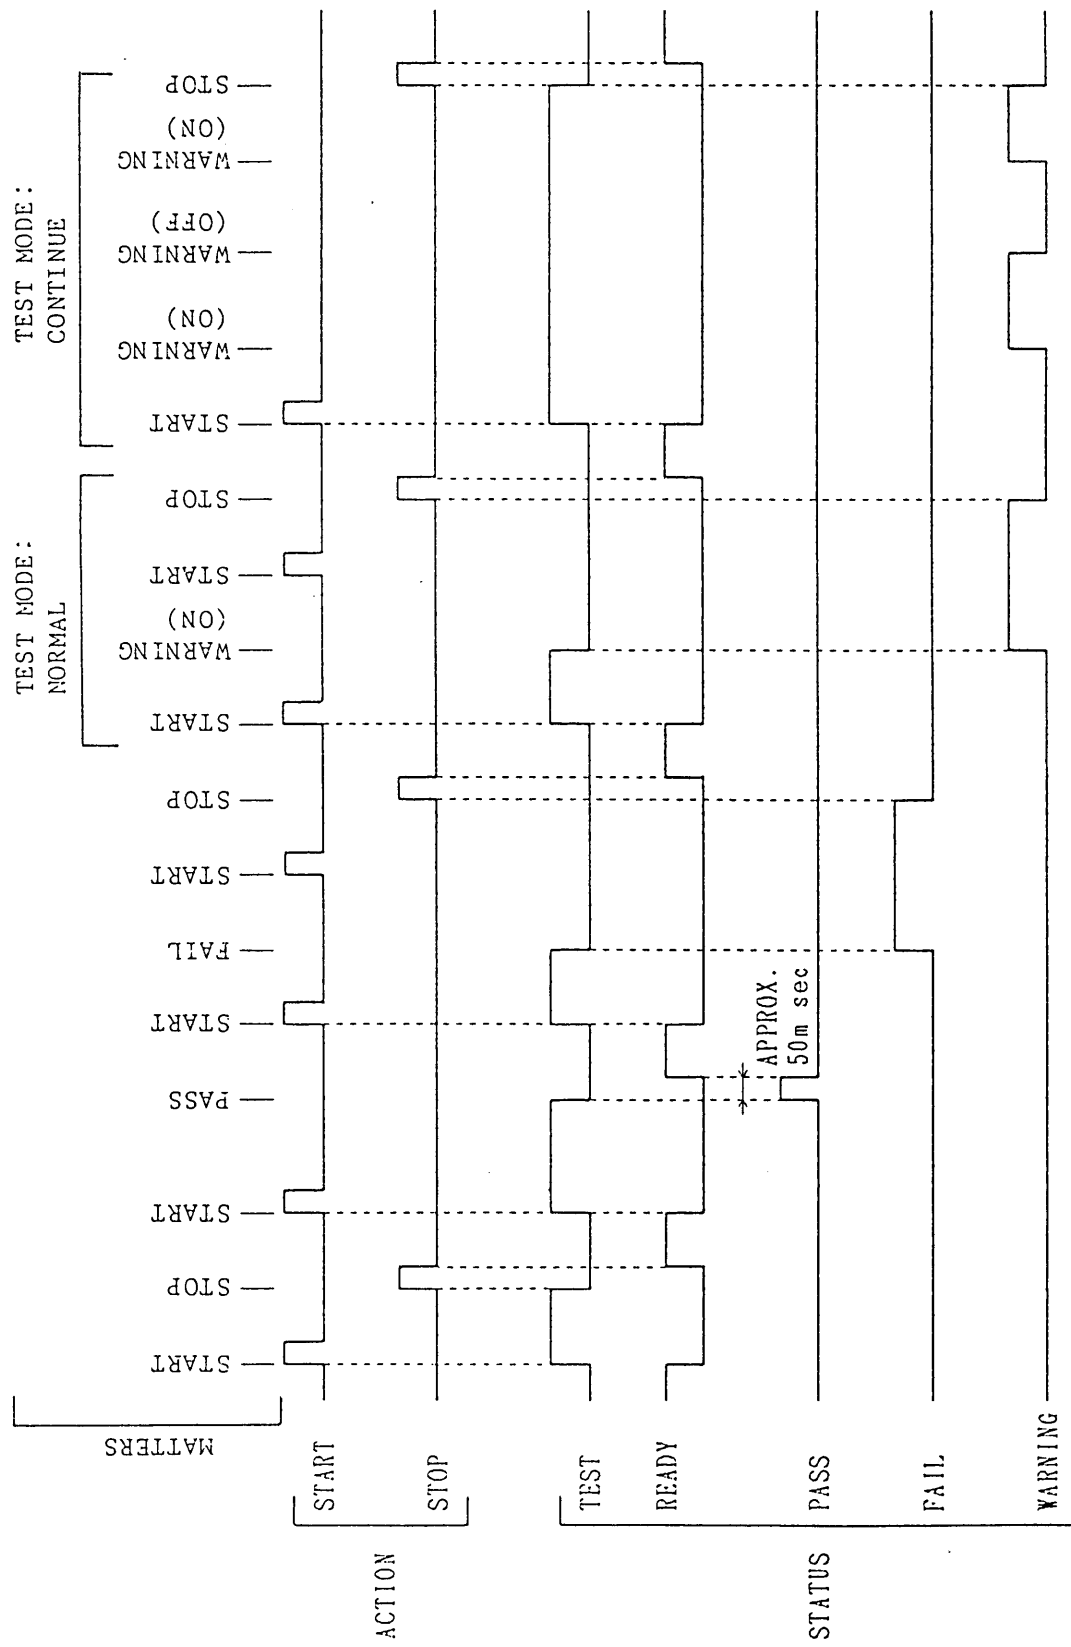 MATTERS
START
STOP
START
PASS
START
FAIL
START
STOP
TEST MODE:
NORMAL
START
WARNING
(ON)
START
STOP
TEST MODE:
CONTINUE
START
WARNING
(ON)
WARNING
(OFF)
WARNING
(ON)
STOP
ACTION
START
STOP
STATUS
TEST
READY
PASS
APPROX.
50m sec
FAIL
WARNING